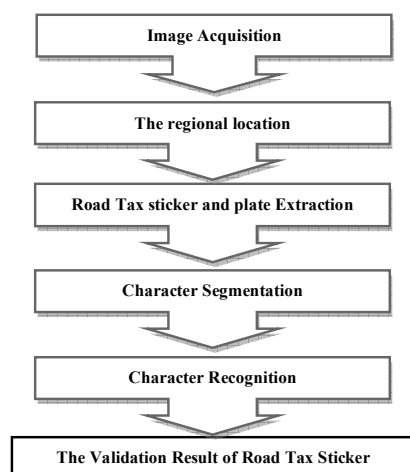 Image Acquisition
The regional location
Road Tax sticker and plate Extraction
Character Segmentation
Character Recognition
The Validation Result of Road Tax Sticker